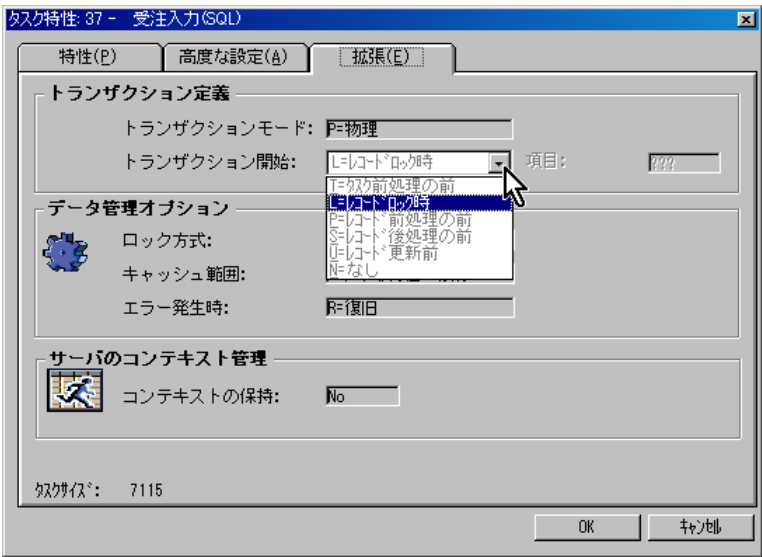 タスク特性: 37 - 受注入力(SQL)
特性(P) 高度な設定(A) 拡張(E)
トランザクション定義
トランザクションモード: P=物理
トランザクション開始: L=ﾚｺｰﾄﾞﾛｯｸ時 項目: ???
T=ﾀｽｸ前処理の前
L=ﾚｺｰﾄﾞﾛｯｸ時
P=ﾚｺｰﾄﾞ前処理の前
S=ﾚｺｰﾄﾞ後処理の前
U=ﾚｺｰﾄﾞ更新前
N=なし
データ管理オプション
ロック方式:
キャッシュ範囲:
エラー発生時: R=復旧
サーバのコンテキスト管理
コンテキストの保持: No
ﾀｽｸｻｲｽﾞ: 7115
OK ｷｬﾝｾﾙ